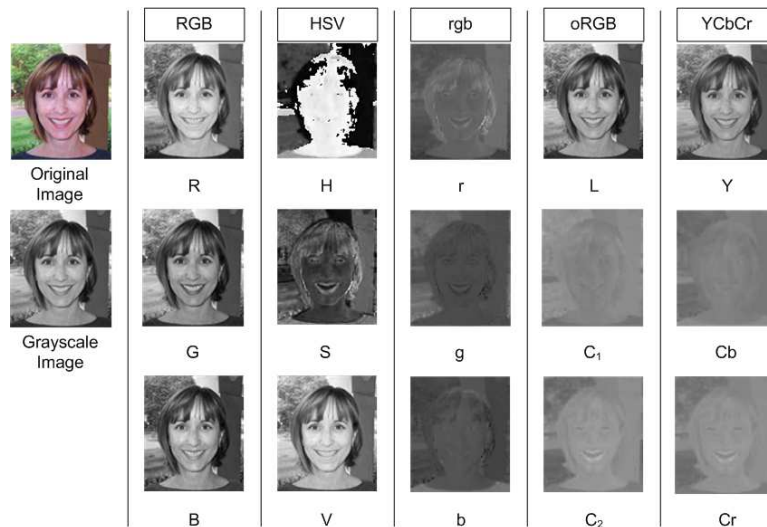 RGB
HSV
rgb
oRGB
YCbCr
Original
Image
R
H
r
L
Y
Grayscale
Image
G
S
g
C₁
Cb
B
V
b
C₂
Cr